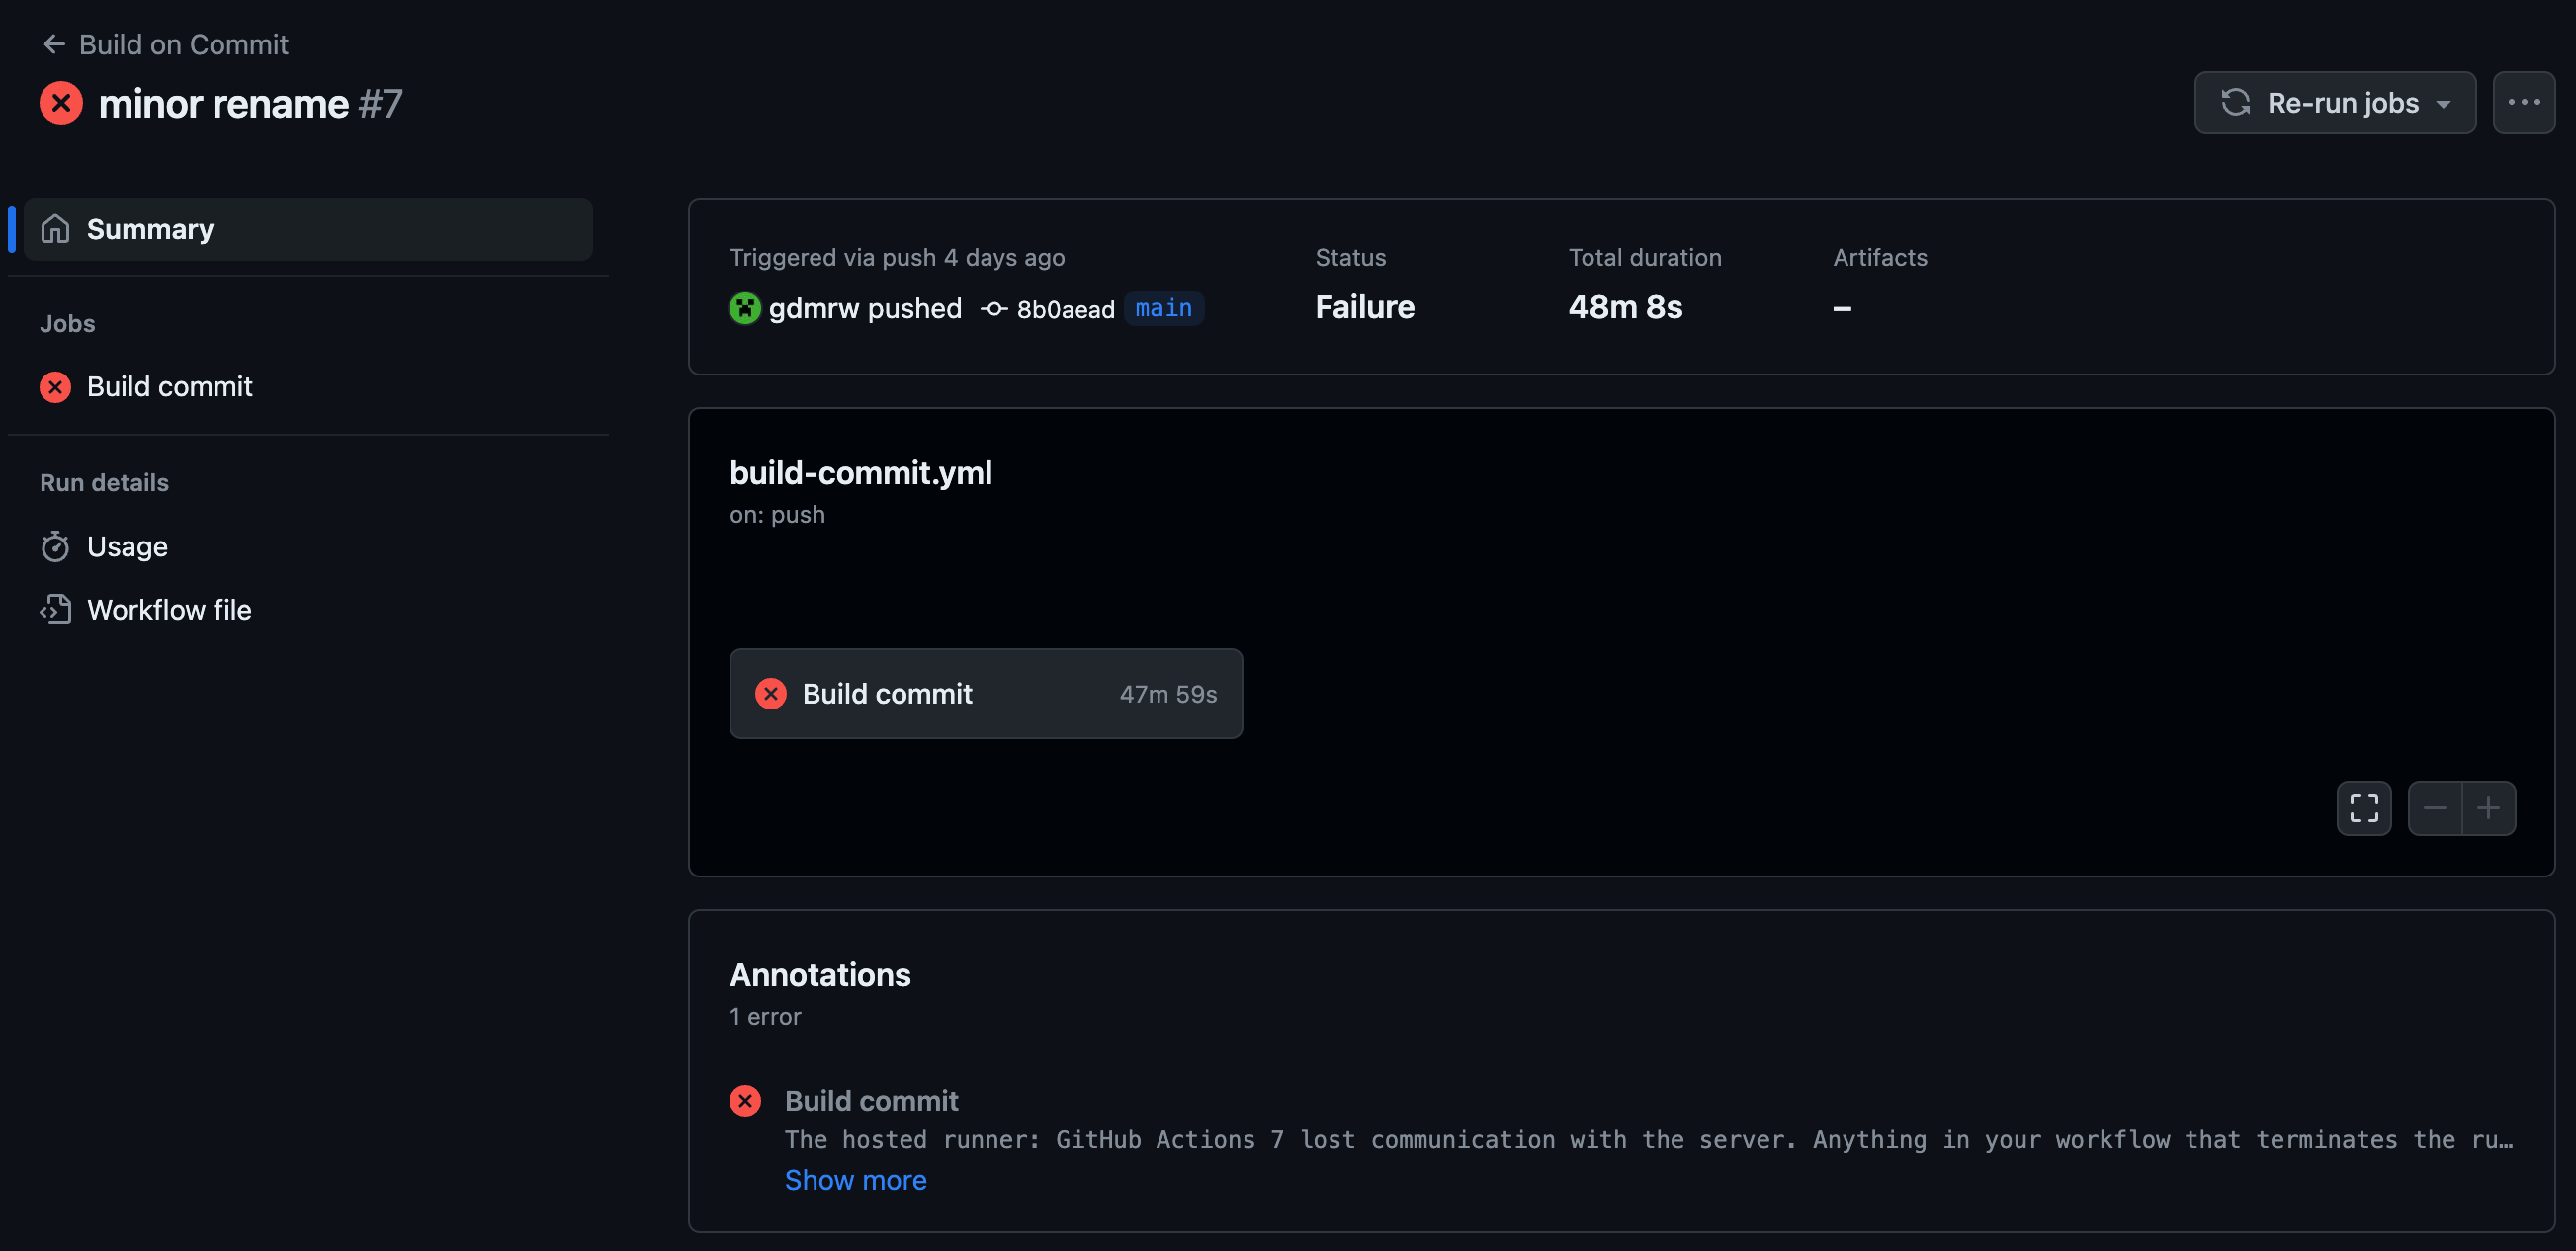 Build on Commit
minor rename #7
Re-run jobs
Summary
Jobs
Build commit
Run details
Usage
Workflow file
Triggered via push 4 days ago
gdmrw pushed 8b0aead main
Status
Failure
Total duration
48m 8s
Artifacts
–
build-commit.yml
on: push
Build commit 47m 59s
Annotations
1 error
Build commit
The hosted runner: GitHub Actions 7 lost communication with the server. Anything in your workflow that terminates the ru…
Show more